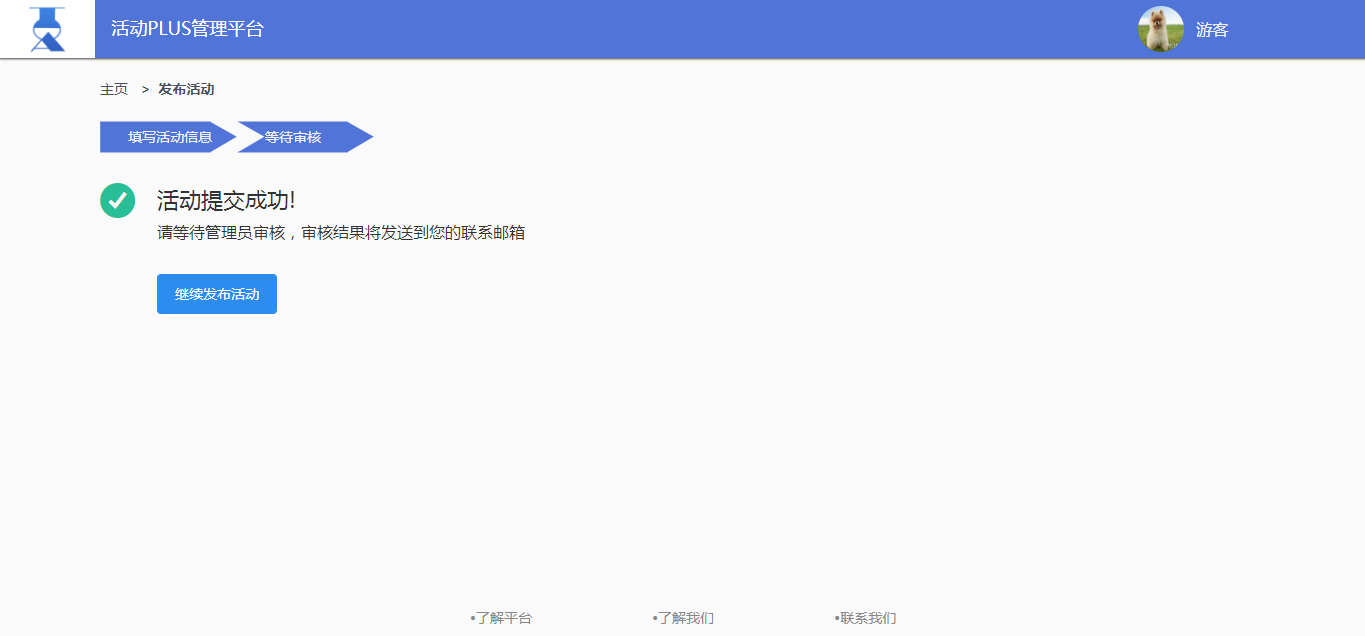 活动PLUS管理平台
游客
主页 > 发布活动
填写活动信息 等待审核
活动提交成功!
请等待管理员审核，审核结果将发送到您的联系邮箱
继续发布活动
•了解平台 •了解我们 •联系我们